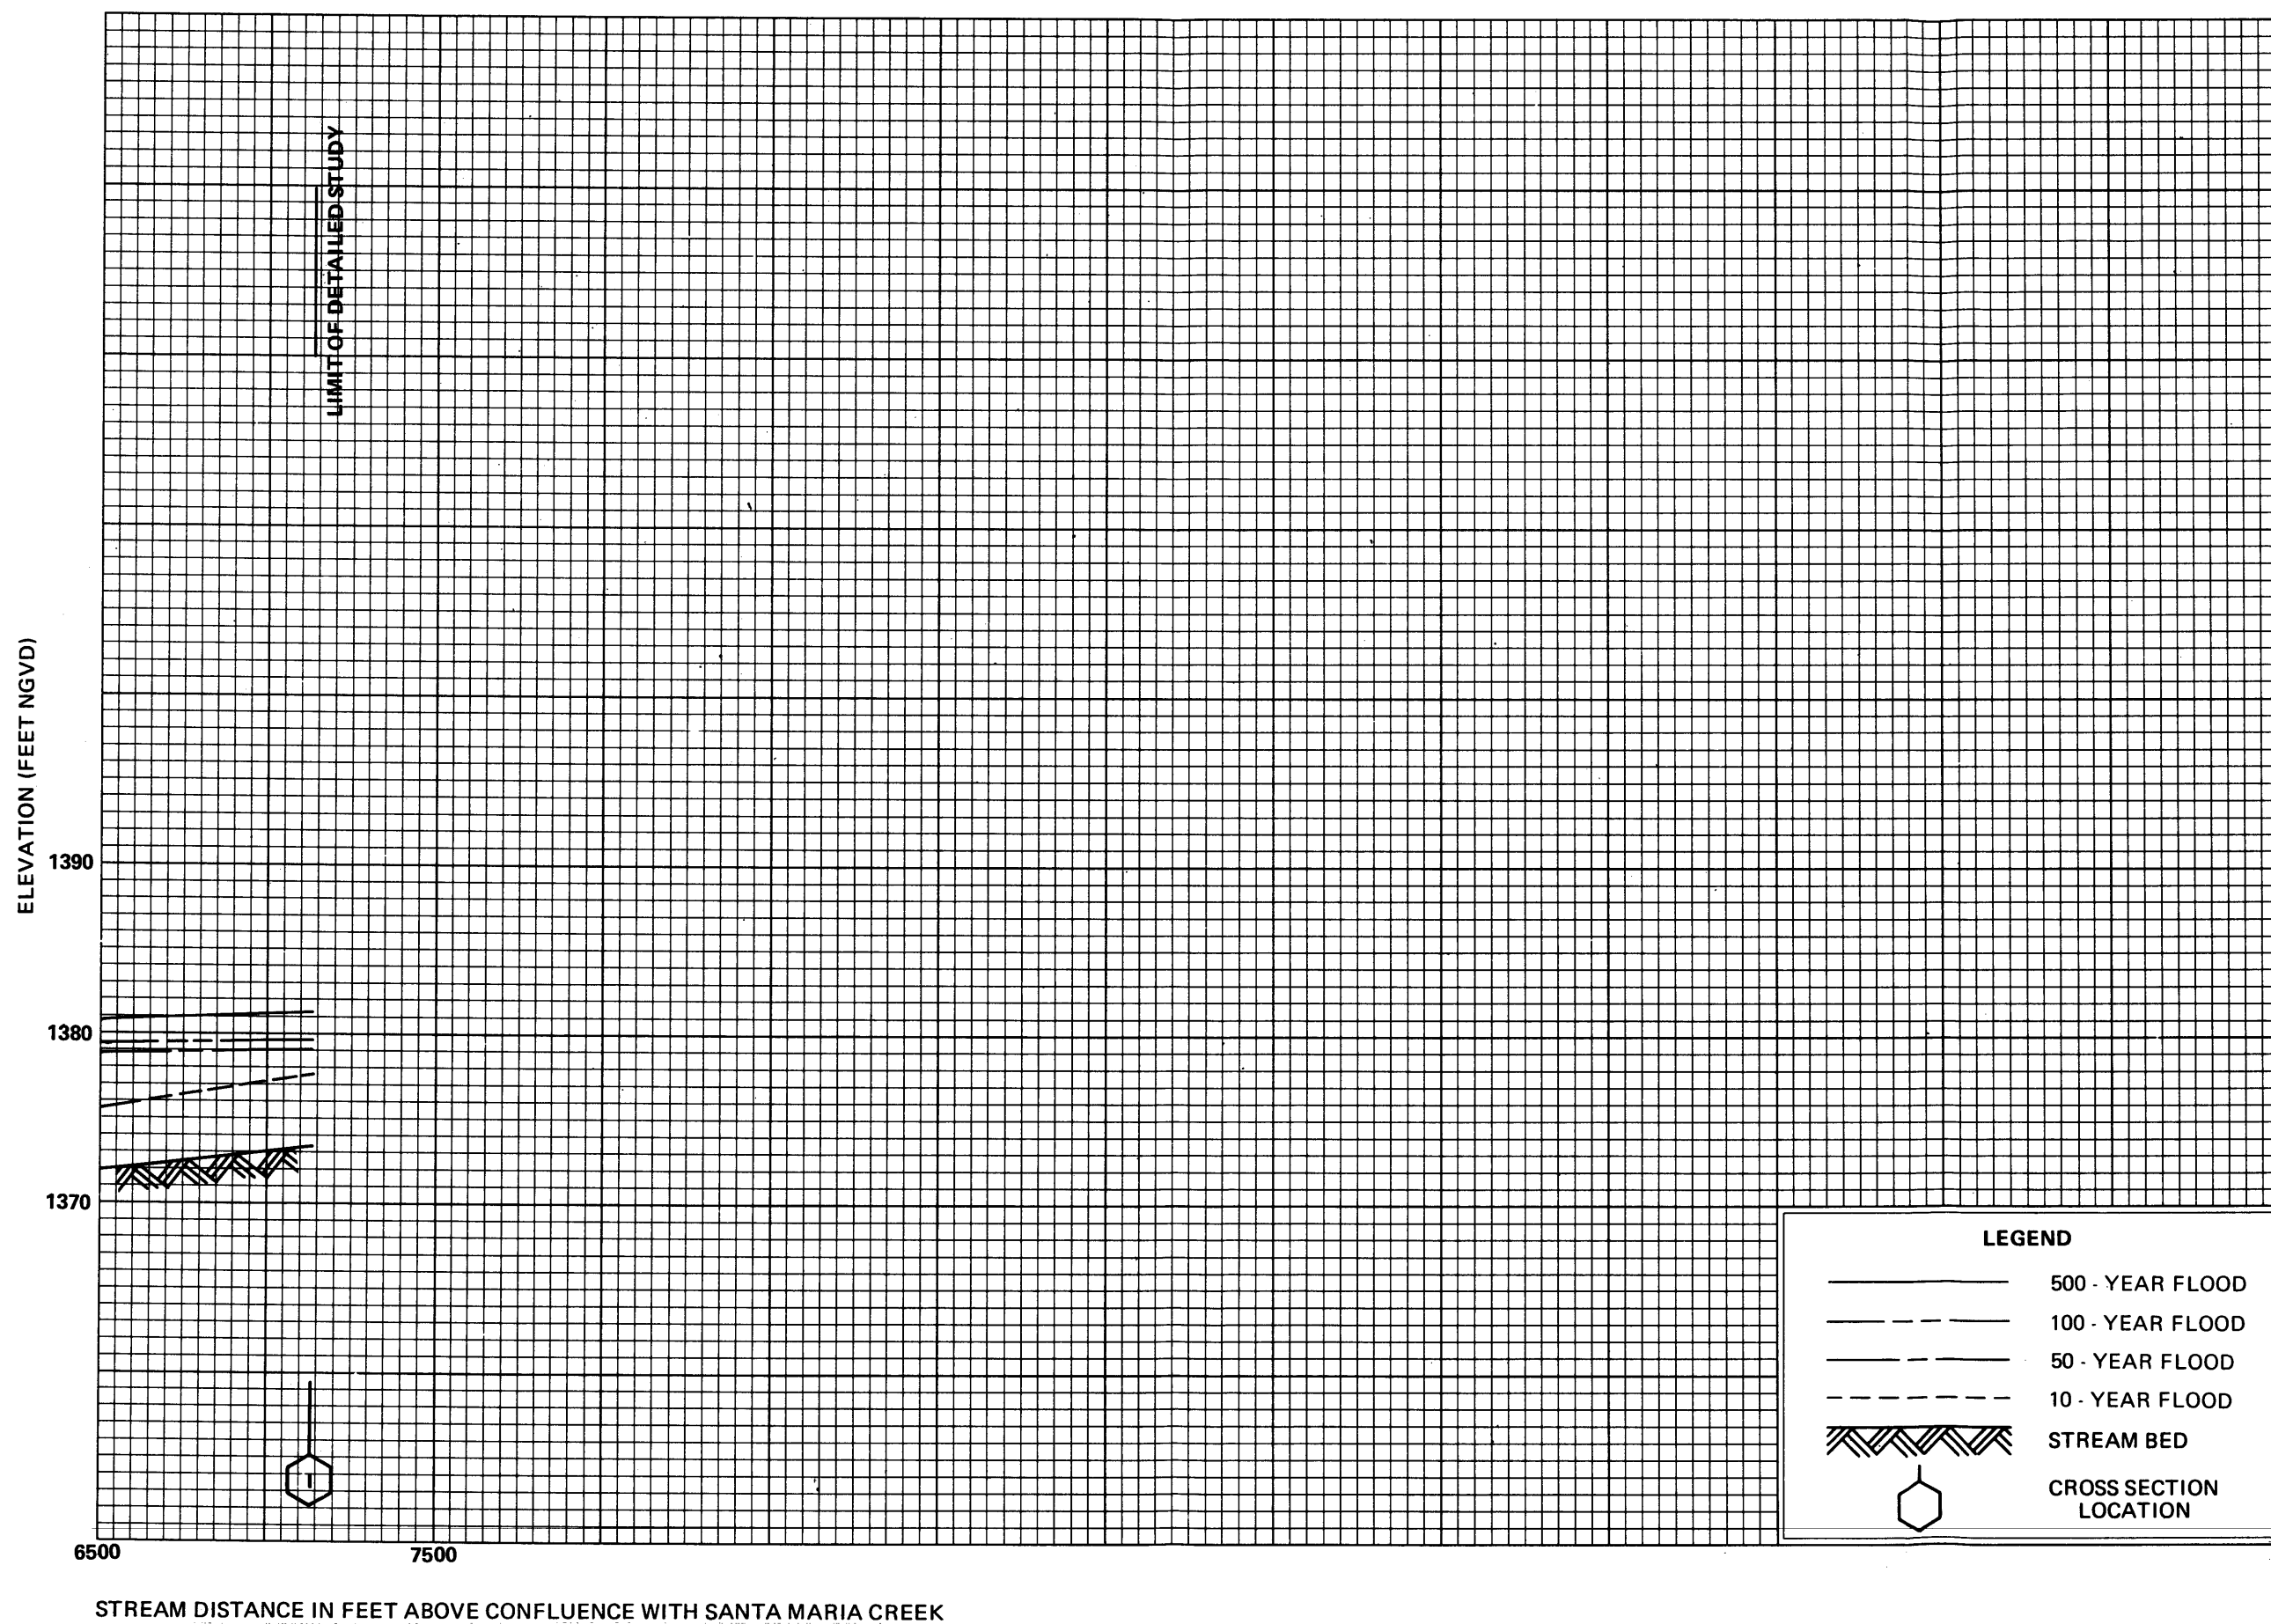 LIMIT OF DETAILED STUDY
ELEVATION (FEET NGVD)
1390
1380
1370
6500
7500
STREAM DISTANCE IN FEET ABOVE CONFLUENCE WITH SANTA MARIA CREEK
I
LEGEND
500 - YEAR FLOOD
100 - YEAR FLOOD
50 - YEAR FLOOD
10 - YEAR FLOOD
STREAM BED
CROSS SECTION
LOCATION